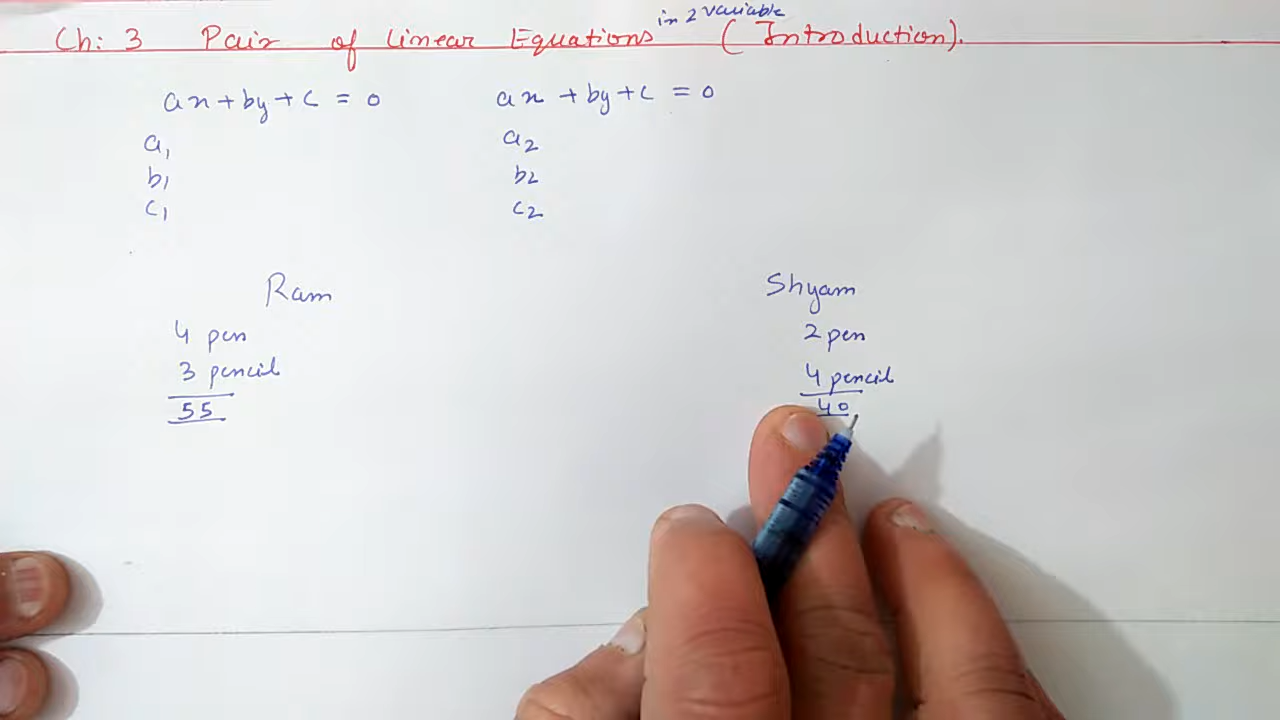 Ch: 3 Pair of linear Equations in 2 variable (Introduction).
ax + by + c = 0
a1
b1
c1
ax + by + c = 0
a2
b2
c2
Ram
4 pen
3 pencil
55
Shyam
2 pen
4 pencil
40